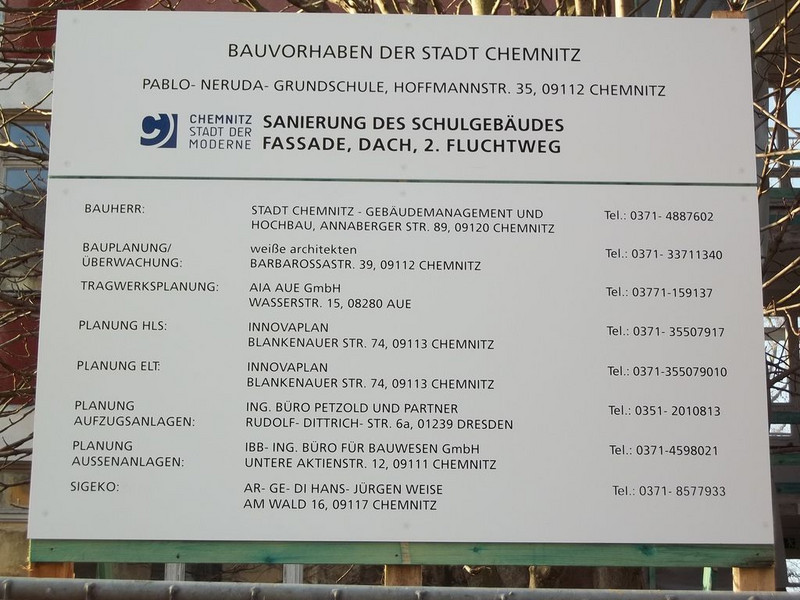 BAUVORHABEN DER STADT CHEMNITZ
PABLO- NERUDA- GRUNDSCHULE, HOFFMANNSTR. 35, 09112 CHEMNITZ
CHEMNITZ
STADT DER
MODERNE
SANIERUNG DES SCHULGEBÄUDES
FASSADE, DACH, 2. FLUCHTWEG
BAUHERR: STADT CHEMNITZ - GEBÄUDEMANAGEMENT UND Tel.: 0371- 4887602
HOCHBAU, ANNABERGER STR. 89, 09120 CHEMNITZ
BAUPLANUNG/ weiße architekten Tel.: 0371- 33711340
ÜBERWACHUNG: BARBAROSSASTR. 39, 09112 CHEMNITZ
TRAGWERKSPLANUNG: AIA AUE GmbH Tel.: 03771-159137
WASSERSTR. 15, 08280 AUE
PLANUNG HLS: INNOVAPLAN Tel.: 0371- 35507917
BLANKENAUER STR. 74, 09113 CHEMNITZ
PLANUNG ELT: INNOVAPLAN Tel.: 0371-355079010
BLANKENAUER STR. 74, 09113 CHEMNITZ
PLANUNG ING. BÜRO PETZOLD UND PARTNER Tel.: 0351- 2010813
AUFZUGSANLAGEN: RUDOLF- DITTRICH- STR. 6a, 01239 DRESDEN
PLANUNG IBB- ING. BÜRO FÜR BAUWESEN GmbH Tel.: 0371-4598021
AUSSENANLAGEN: UNTERE AKTIENSTR. 12, 09111 CHEMNITZ
SIGEKO: AR- GE- DI HANS- JÜRGEN WEISE Tel.: 0371- 8577933
AM WALD 16, 09117 CHEMNITZ